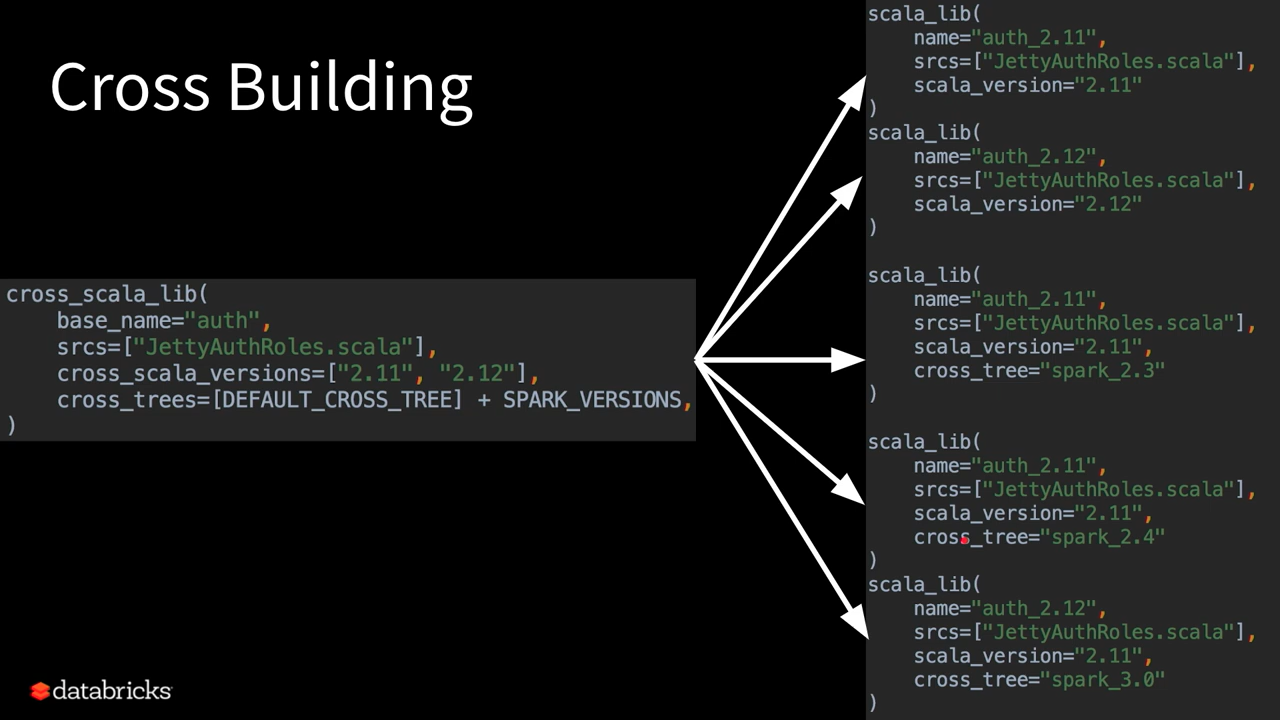 Cross Building
cross_scala_lib(
    base_name="auth",
    srcs=["JettyAuthRoles.scala"],
    cross_scala_versions=["2.11", "2.12"],
    cross_trees=[DEFAULT_CROSS_TREE] + SPARK_VERSIONS,
)
scala_lib(
    name="auth_2.11",
    srcs=["JettyAuthRoles.scala"],
    scala_version="2.11"
)
scala_lib(
    name="auth_2.12",
    srcs=["JettyAuthRoles.scala"],
    scala_version="2.12"
)
scala_lib(
    name="auth_2.11",
    srcs=["JettyAuthRoles.scala"],
    scala_version="2.11",
    cross_tree="spark_2.3"
)
scala_lib(
    name="auth_2.11",
    srcs=["JettyAuthRoles.scala"],
    scala_version="2.11",
    cross_tree="spark_2.4"
)
scala_lib(
    name="auth_2.12",
    srcs=["JettyAuthRoles.scala"],
    scala_version="2.11",
    cross_tree="spark_3.0"
)
databricks